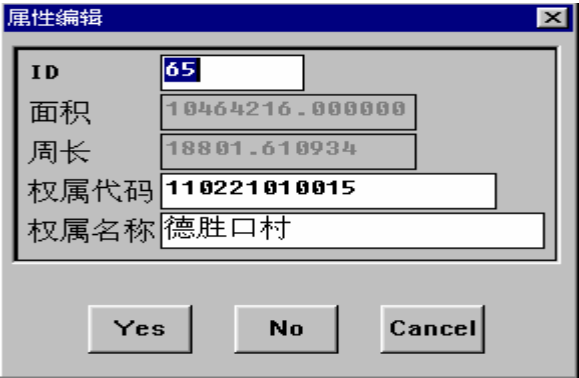 属性编辑
ID 65
面积 10464216.000000
周长 18801.610934
权属代码 110221010015
权属名称 德胜口村
Yes No Cancel